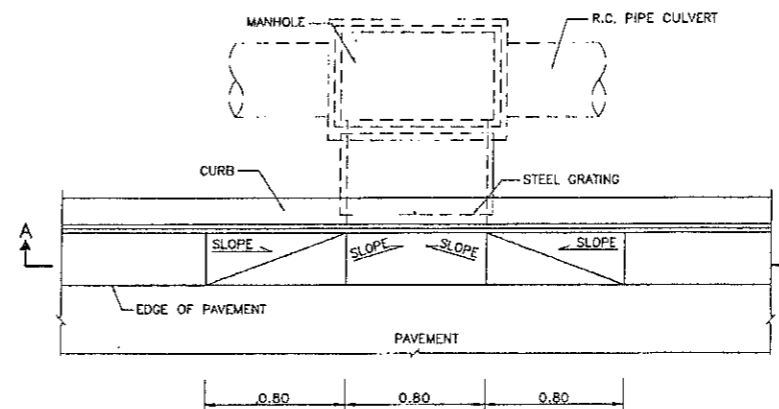 MANHOLE
R.C. PIPE CULVERT
CURB
STEEL GRATING
A
SLOPE
SLOPE
SLOPE
SLOPE
EDGE OF PAVEMENT
PAVEMENT
0.80
0.80
0.80